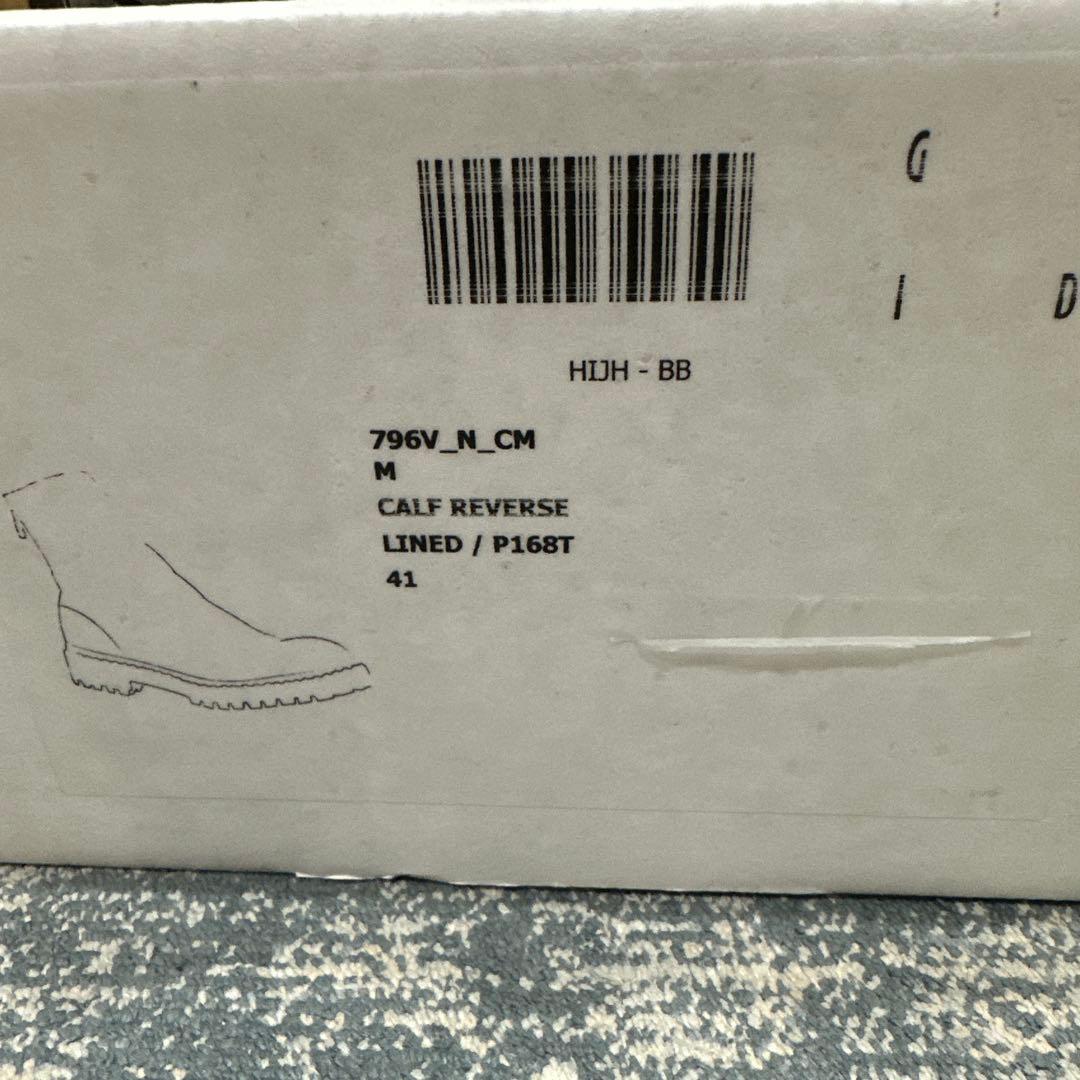 G
I D
HIJH - BB
796V_N_CM
M
CALF REVERSE
LINED / P168T
41